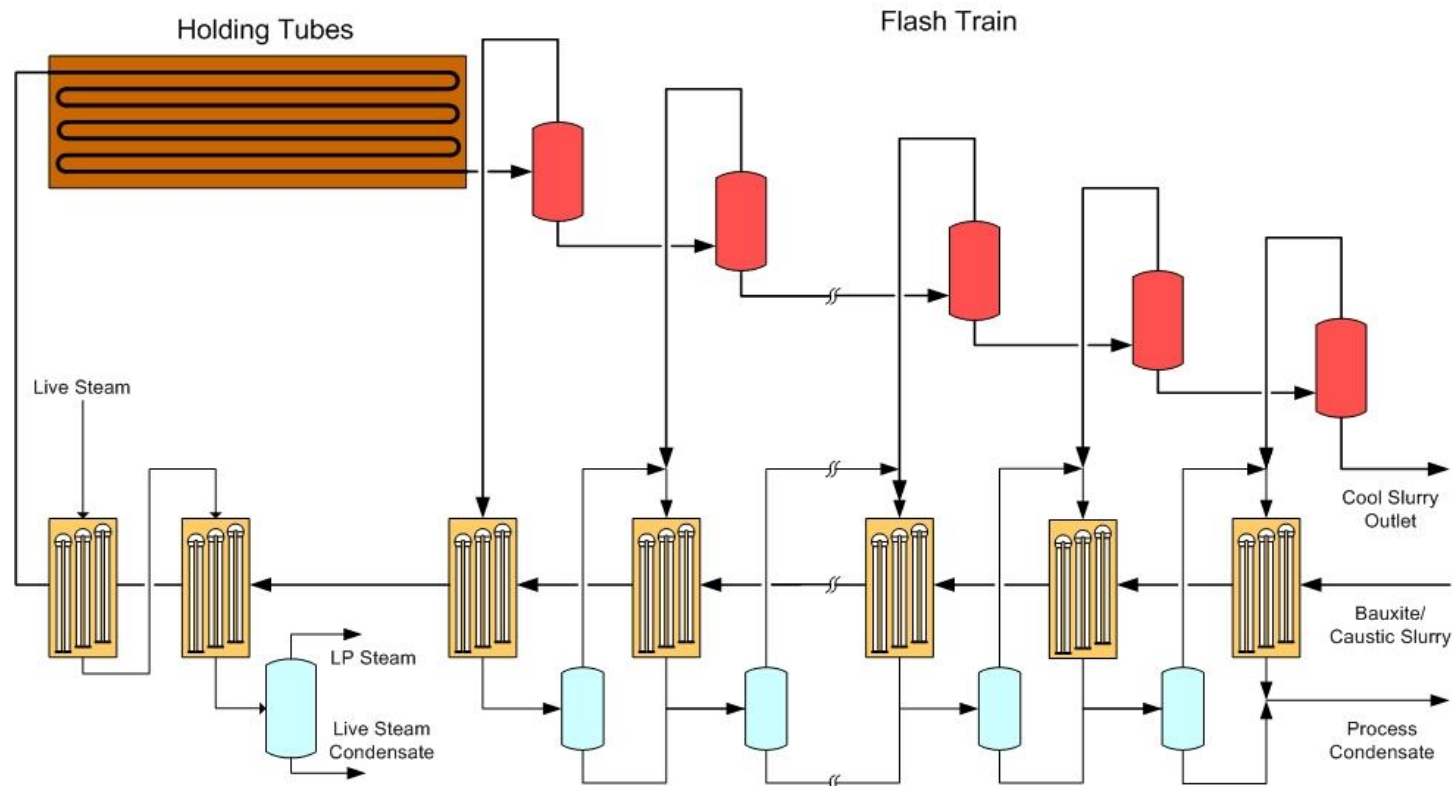 Holding Tubes
Flash Train
Live Steam
Cool Slurry
Outlet
Bauxite/
Caustic Slurry
LP Steam
Live Steam
Condensate
Process
Condensate